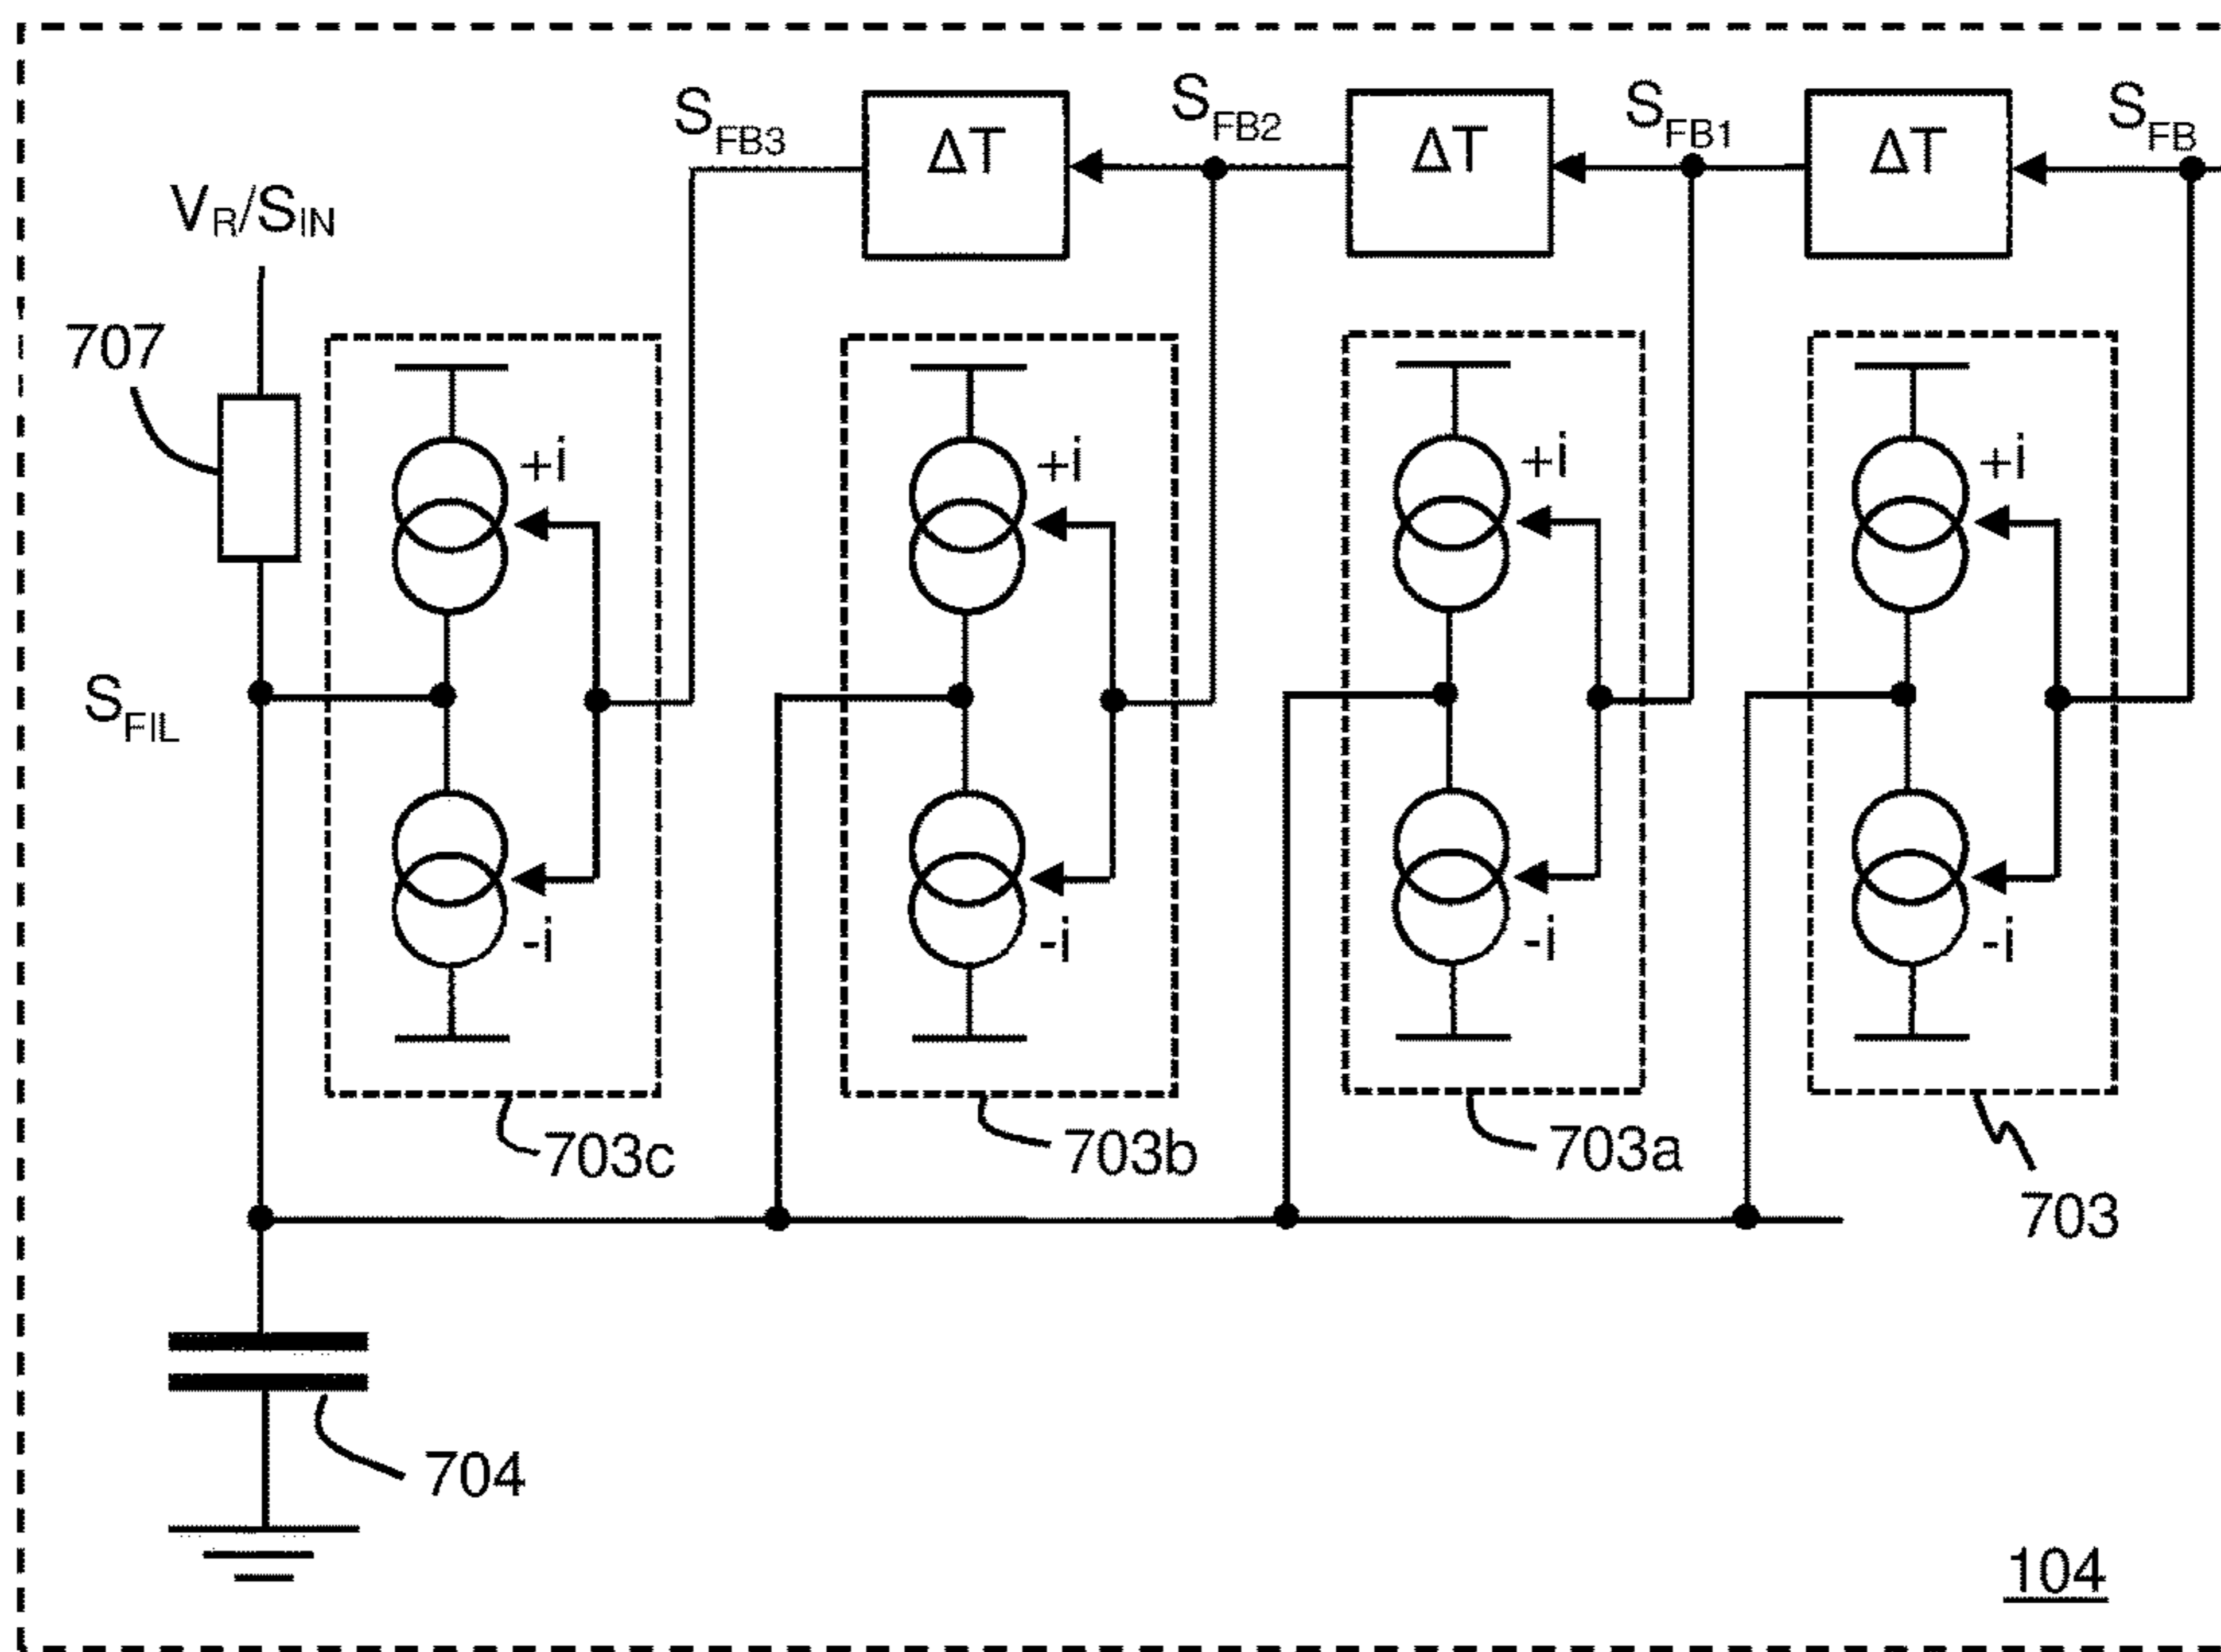 S_FB3
ΔT
S_FB2
ΔT
S_FB1
ΔT
S_FB
V_R/S_IN
707
+i
+i
+i
+i
S_FIL
-i
-i
-i
-i
703c
703b
703a
703
704
104